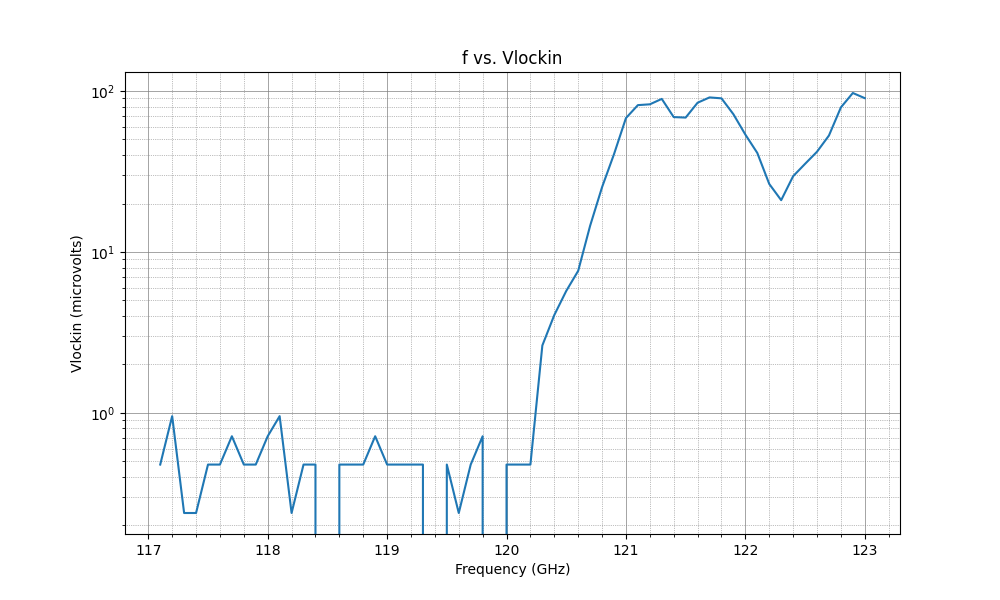 f vs. Vlockin
Vlockin (microvolts)
10²
10¹
10⁰
117 118 119 120 121 122 123
Frequency (GHz)